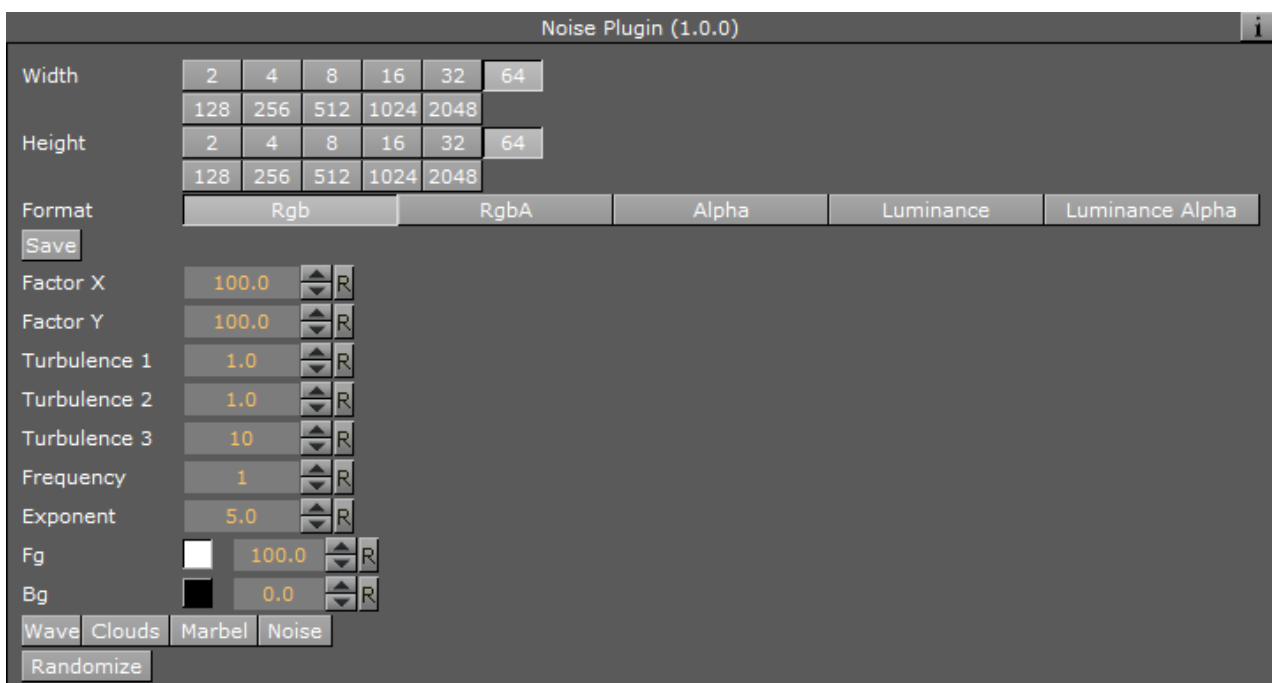 Noise Plugin (1.0.0) i
Width 2 4 8 16 32 64
128 256 512 1024 2048
Height 2 4 8 16 32 64
128 256 512 1024 2048
Format Rgb RgbA Alpha Luminance Luminance Alpha
Save
Factor X 100.0 R
Factor Y 100.0 R
Turbulence 1 1.0 R
Turbulence 2 1.0 R
Turbulence 3 10 R
Frequency 1 R
Exponent 5.0 R
Fg 100.0 R
Bg 0.0 R
Wave Clouds Marbel Noise
Randomize